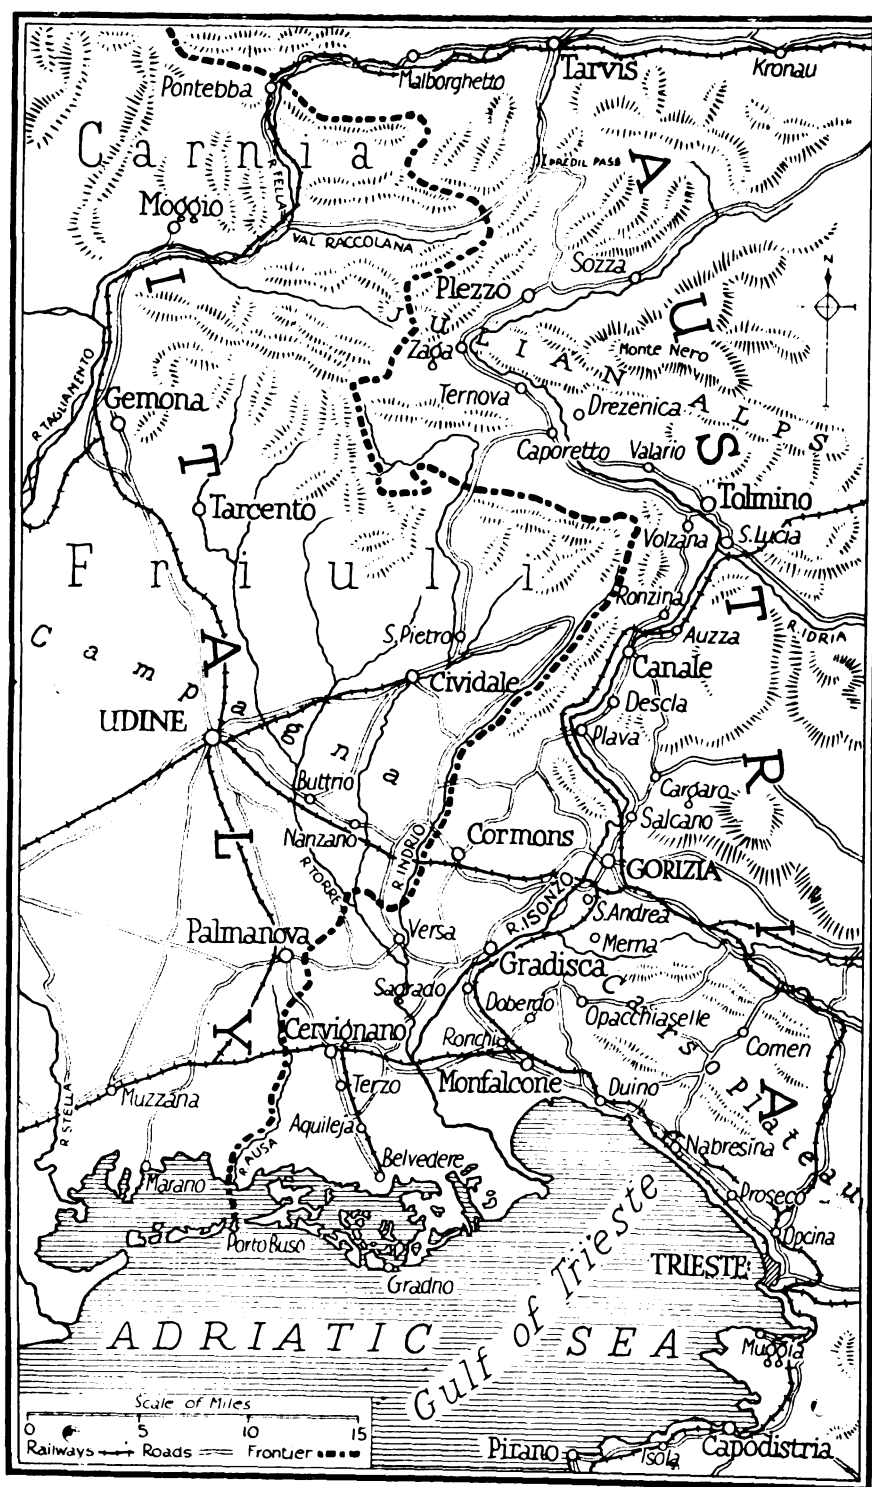 Pontebba
Malborghetto
Tarvis
Kronau
Carnia
R. FELLA
PREDIL PASS
Moggio
VAL RACCOLANA
Sozza
Plezzo
JULIAN ALPS
Zaga
Monte Nero
N
R. TAGLIAMENTO
Gemona
Ternova
Drezenica
Caporetto
Valario
Tarcento
Tolmino
Volzana
S. Lucia
Friuli
Ronzina
R. IDRIA
S. Pietro
Auzza
Campagna
Canale
Cividale
Descla
UDINE
Plava
Buttrio
Cargaro
Nanzano
Salcano
Cormons
R. INDRIO
GORIZIA
R. TORRE
R. ISONZO
S. Andrea
Palmanova
Versa
Merna
Gradisca
Sagrado
Doberdo
Opacchiaselle
Carso Plateau
Cervignano
Ronchi
Comen
Monfalcone
Muzzana
Terzo
Duino
R. STELLA
Aquileja
R. AUSA
Belvedere
Nabresina
Marano
Proseco
Porto Buso
Opcina
Gradno
TRIESTE
Gulf of Trieste
ADRIATIC SEA
Muggia
Capodistria
Pirano
Isola
ITALY
AUSTRIA
Scale of Miles
0 5 10 15
Railways Roads Frontier